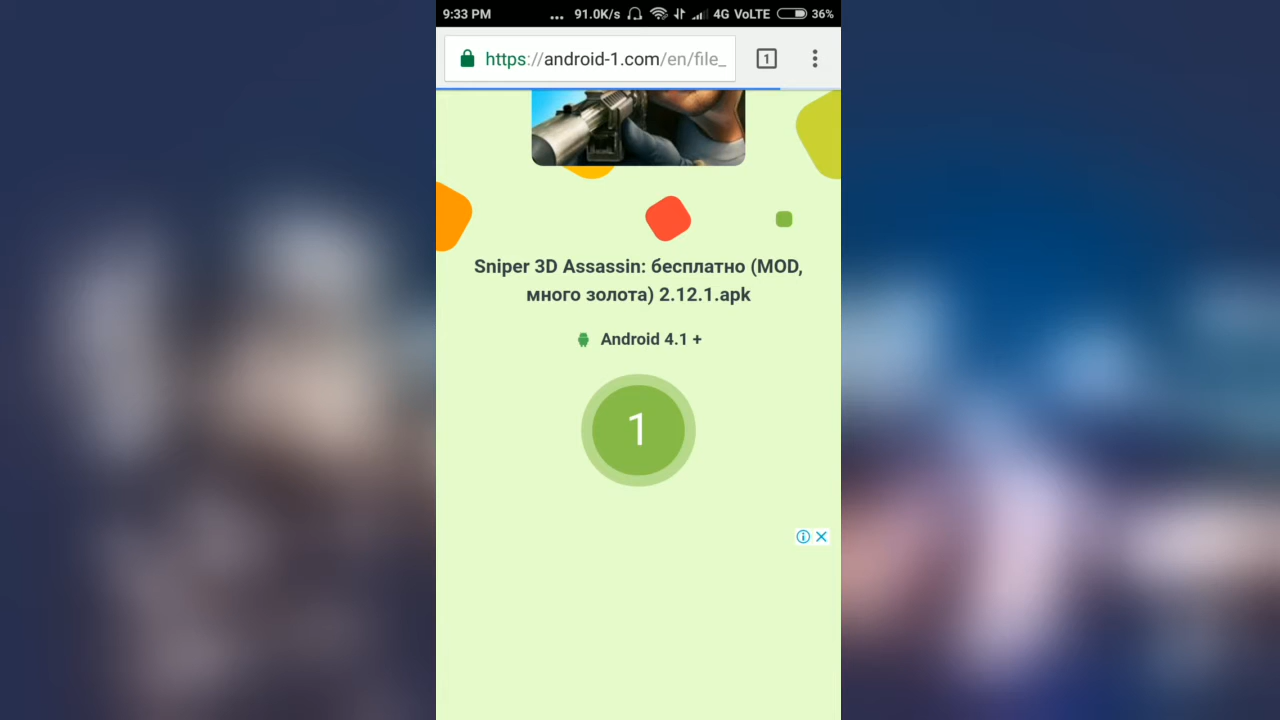 9:33 PM ... 91.0K/s 4G VoLTE 36%
https://android-1.com/en/file_
1
Sniper 3D Assassin: бесплатно (MOD,
много золота) 2.12.1.apk
Android 4.1 +
1